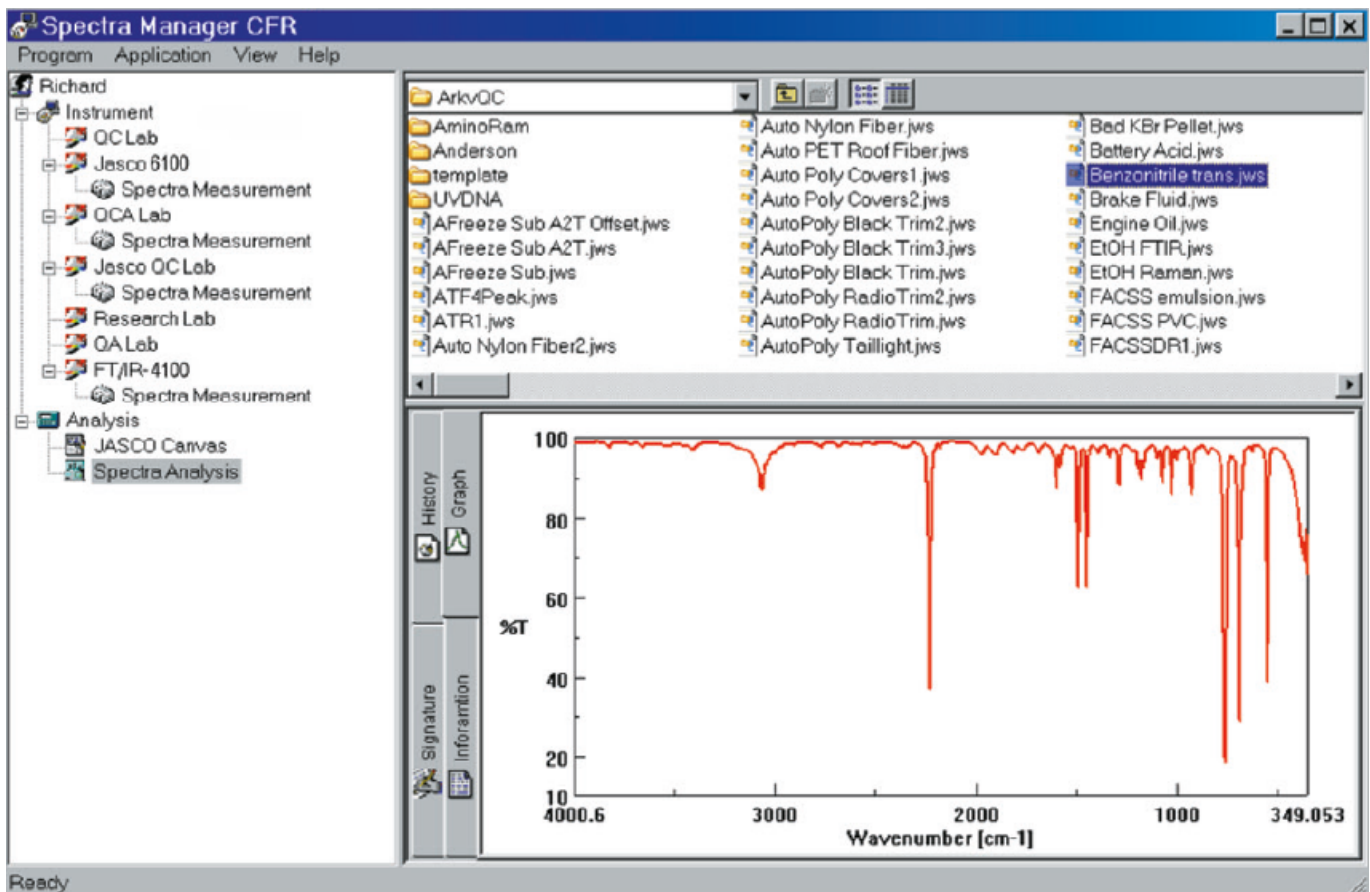 Spectra Manager CFR
Program Application View Help
Richard
Instrument
QC Lab
Jasco 6100
Spectra Measurement
QCA Lab
Spectra Measurement
Jasco QC Lab
Spectra Measurement
Research Lab
QA Lab
FT/IR-4100
Spectra Measurement
Analysis
JASCO Canvas
Spectra Analysis
ArkvQC
AminoRam
Anderson
template
UVDNA
AFreeze Sub A2T Offset.jws
AFreeze Sub A2T.jws
AFreeze Sub.jws
ATF4Peak.jws
ATR1.jws
Auto Nylon Fiber2.jws
Auto Nylon Fiber.jws
Auto PET Roof Fiber.jws
Auto Poly Covers1.jws
Auto Poly Covers2.jws
AutoPoly Black Trim2.jws
AutoPoly Black Trim3.jws
AutoPoly Black Trim.jws
AutoPoly RadioTrim2.jws
AutoPoly RadioTrim.jws
AutoPoly Taillight.jws
Bad KBr Pellet.jws
Battery Acid.jws
Benzonitrile trans.jws
Brake Fluid.jws
Engine Oil.jws
EtOH FTIR.jws
EtOH Raman.jws
FACSS emulsion.jws
FACSS PVC.jws
FACSSDR1.jws
History
Graph
Signature
Inforamtion
100
80
60
%T
40
20
10
4000.6 3000 2000 1000 349.053
Wavenumber [cm-1]
Ready